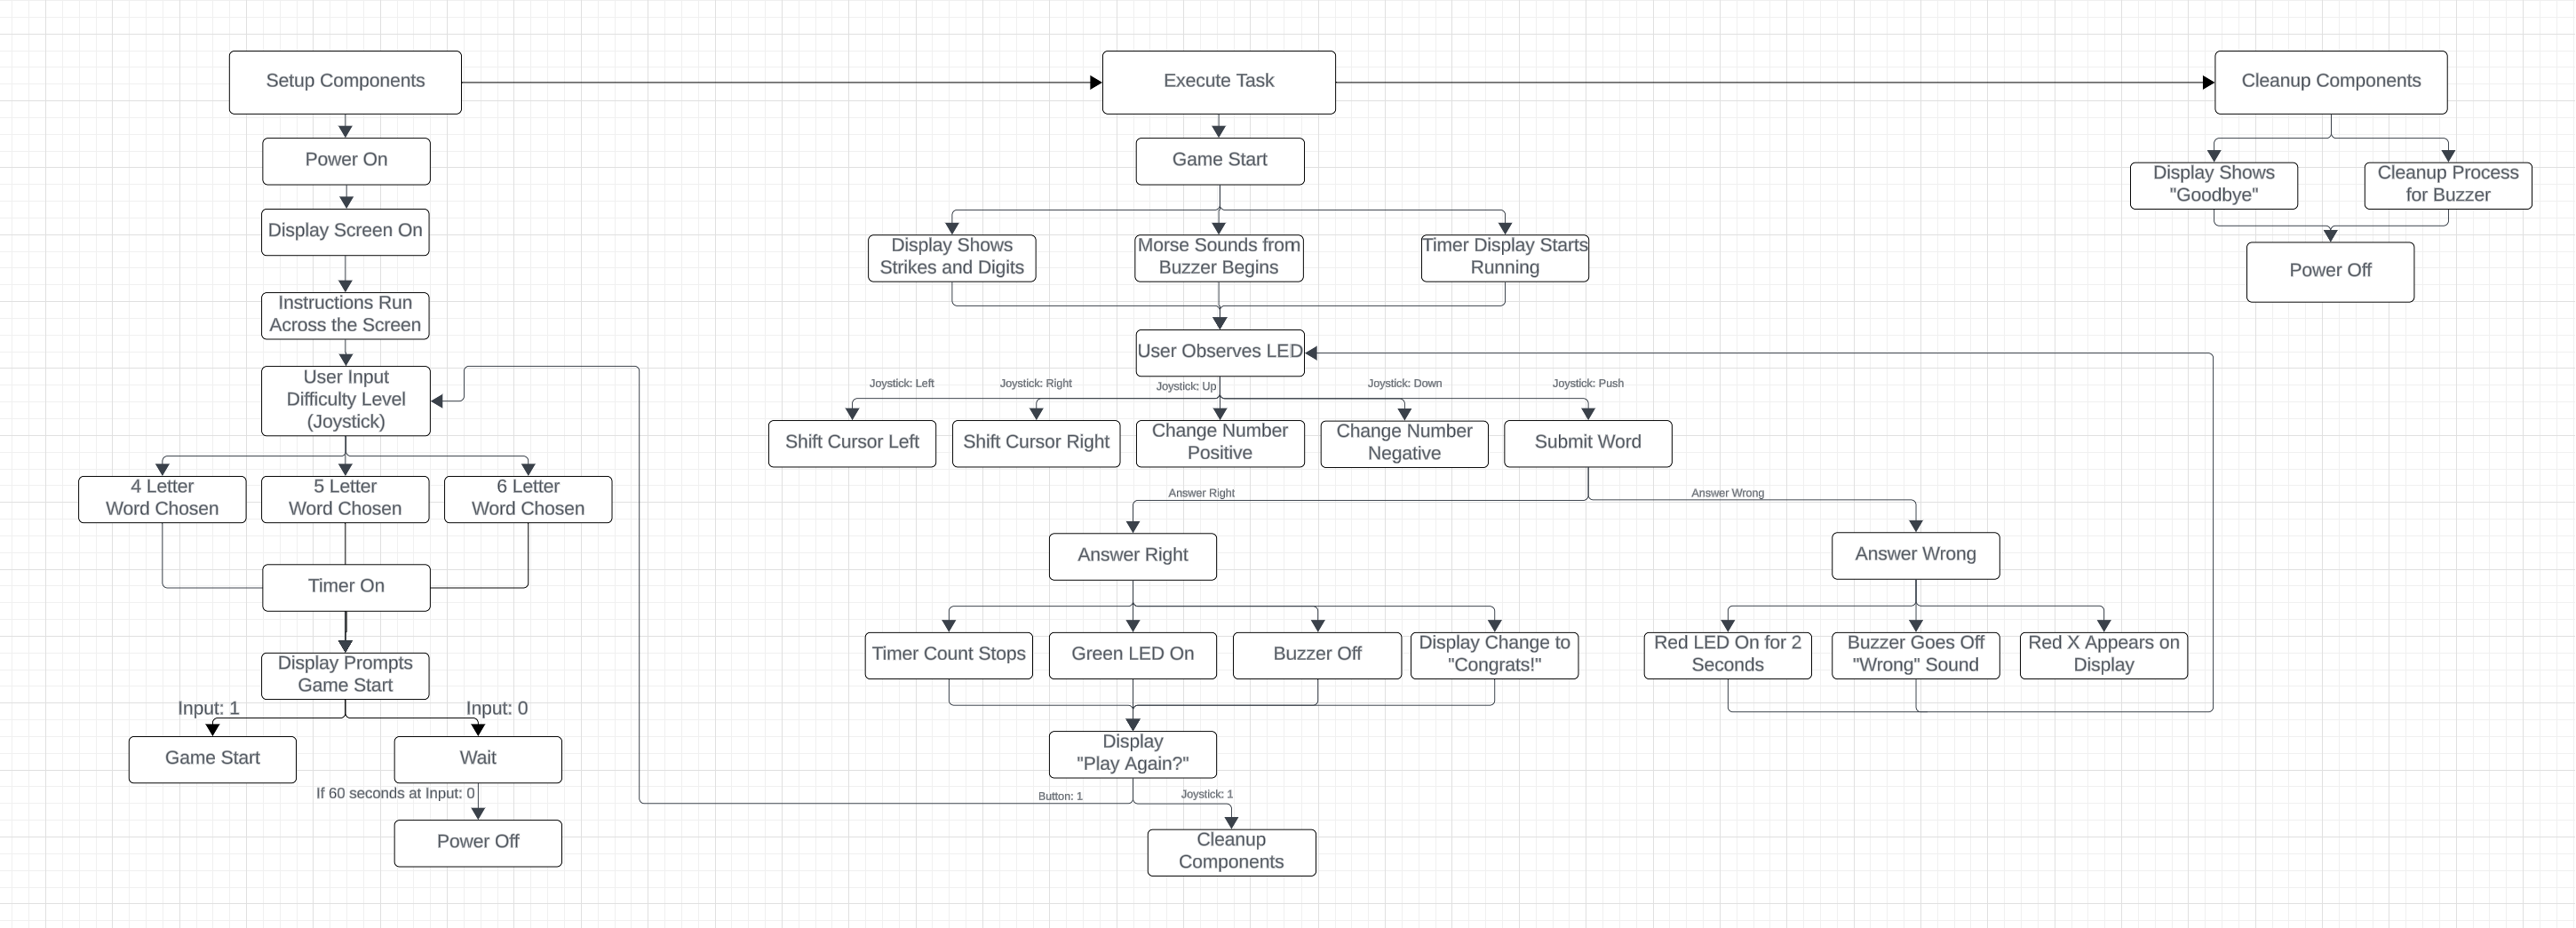 Setup Components
Execute Task
Cleanup Components
Power On
Display Screen On
Instructions Run
Across the Screen
User Input
Difficulty Level
(Joystick)
4 Letter
Word Chosen
5 Letter
Word Chosen
6 Letter
Word Chosen
Timer On
Display Prompts
Game Start
Input: 1
Input: 0
Game Start
Wait
If 60 seconds at Input: 0
Power Off
Game Start
Display Shows
Strikes and Digits
Morse Sounds from
Buzzer Begins
Timer Display Starts
Running
User Observes LED
Joystick: Left
Joystick: Right
Joystick: Up
Joystick: Down
Joystick: Push
Shift Cursor Left
Shift Cursor Right
Change Number
Positive
Change Number
Negative
Submit Word
Answer Right
Answer Wrong
Answer Right
Answer Wrong
Timer Count Stops
Green LED On
Buzzer Off
Display Change to
"Congrats!"
Red LED On for 2
Seconds
Buzzer Goes Off
"Wrong" Sound
Red X Appears on
Display
Display
"Play Again?"
Button: 1
Joystick: 1
Cleanup
Components
Display Shows
"Goodbye"
Cleanup Process
for Buzzer
Power Off